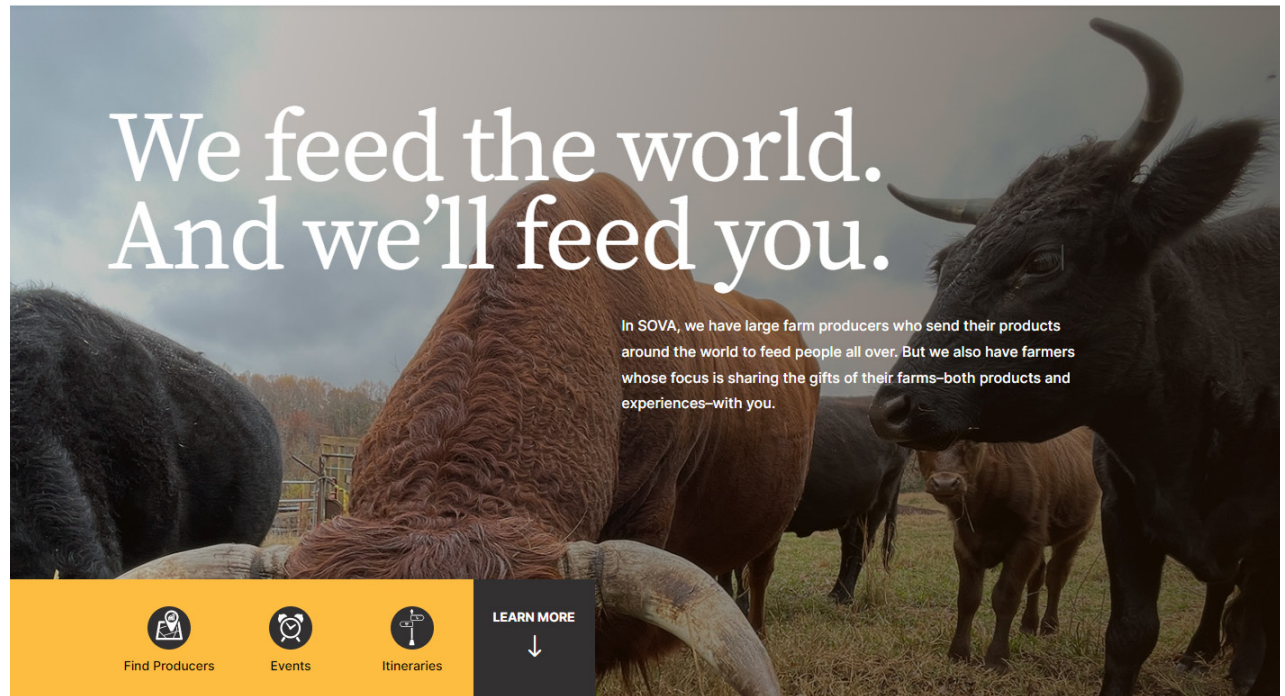 We feed the world.
And we’ll feed you.
In SOVA, we have large farm producers who send their products
around the world to feed people all over. But we also have farmers
whose focus is sharing the gifts of their farms–both products and
experiences–with you.
LEARN MORE
Find Producers
Events
Itineraries